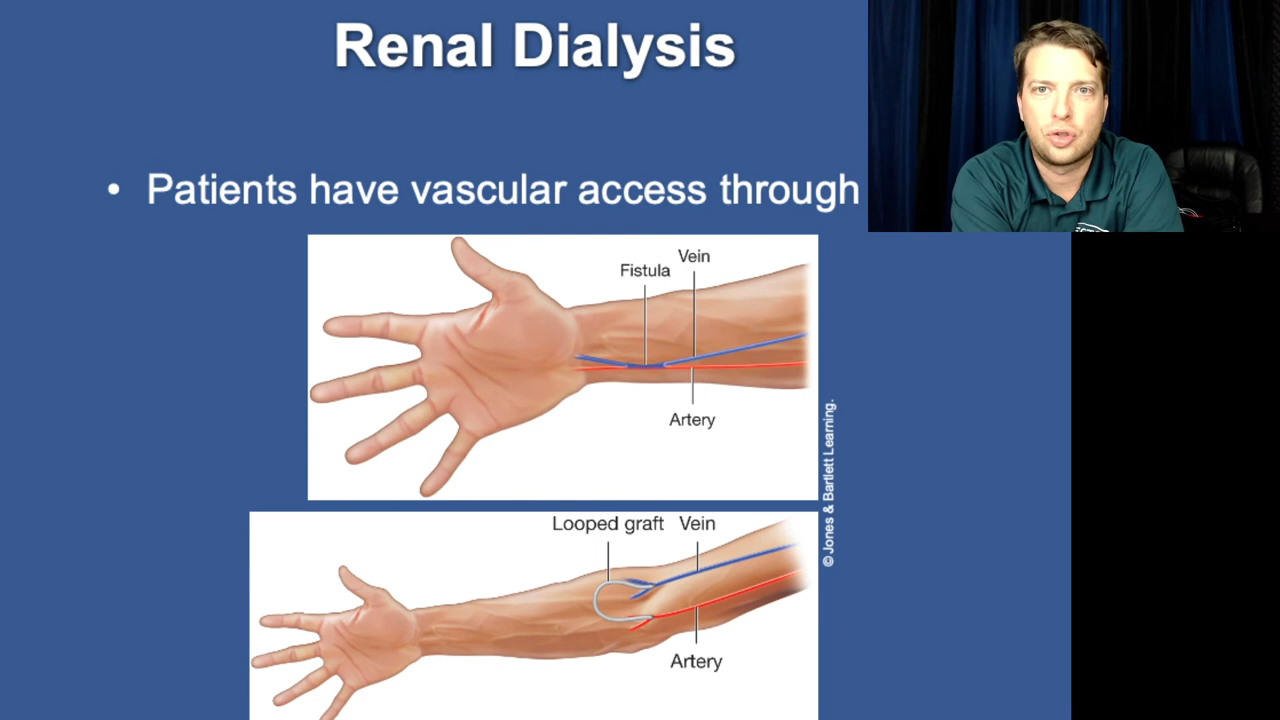 Renal Dialysis
• Patients have vascular access through
Vein
Fistula
Artery
© Jones & Bartlett Learning.
Looped graft Vein
Artery